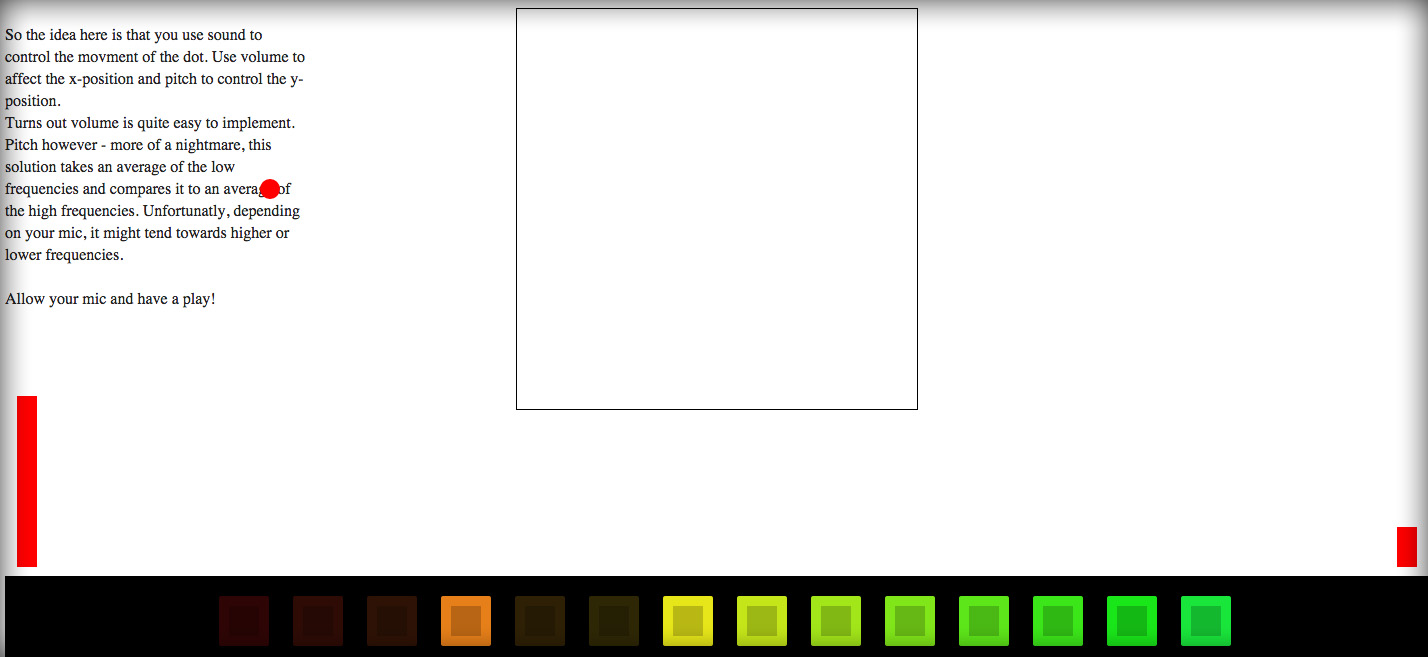 So the idea here is that you use sound to
control the movment of the dot. Use volume to
affect the x-position and pitch to control the y-
position.
Turns out volume is quite easy to implement.
Pitch however - more of a nightmare, this
solution takes an average of the low
frequencies and compares it to an average of
the high frequencies. Unfortunatly, depending
on your mic, it might tend towards higher or
lower frequencies.
Allow your mic and have a play!